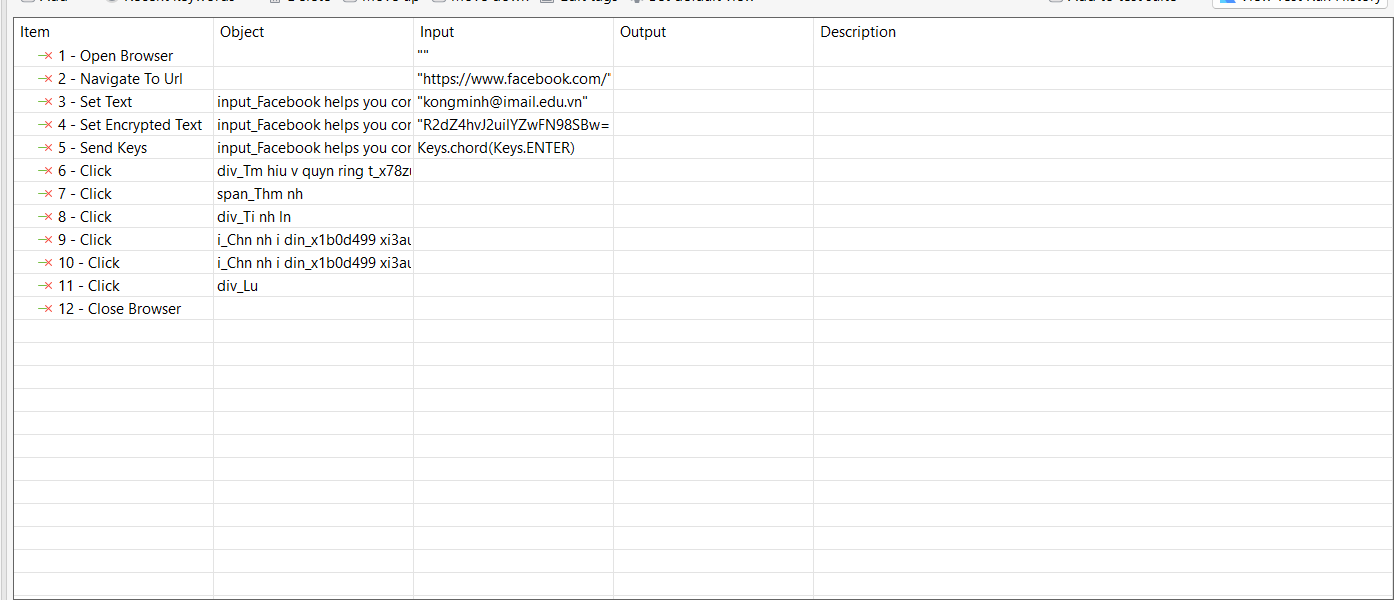 Item Object Input Output Description
1 - Open Browser ""
2 - Navigate To Url "https://www.facebook.com/"
3 - Set Text input_Facebook helps you con "kongminh@imail.edu.vn"
4 - Set Encrypted Text input_Facebook helps you con "R2dZ4hvJ2uilYZwFN98SBw=
5 - Send Keys input_Facebook helps you con Keys.chord(Keys.ENTER)
6 - Click div_Tm hiu v quyn ring t_x78zu
7 - Click span_Thm nh
8 - Click div_Ti nh ln
9 - Click i_Chn nh i din_x1b0d499 xi3au
10 - Click i_Chn nh i din_x1b0d499 xi3au
11 - Click div_Lu
12 - Close Browser